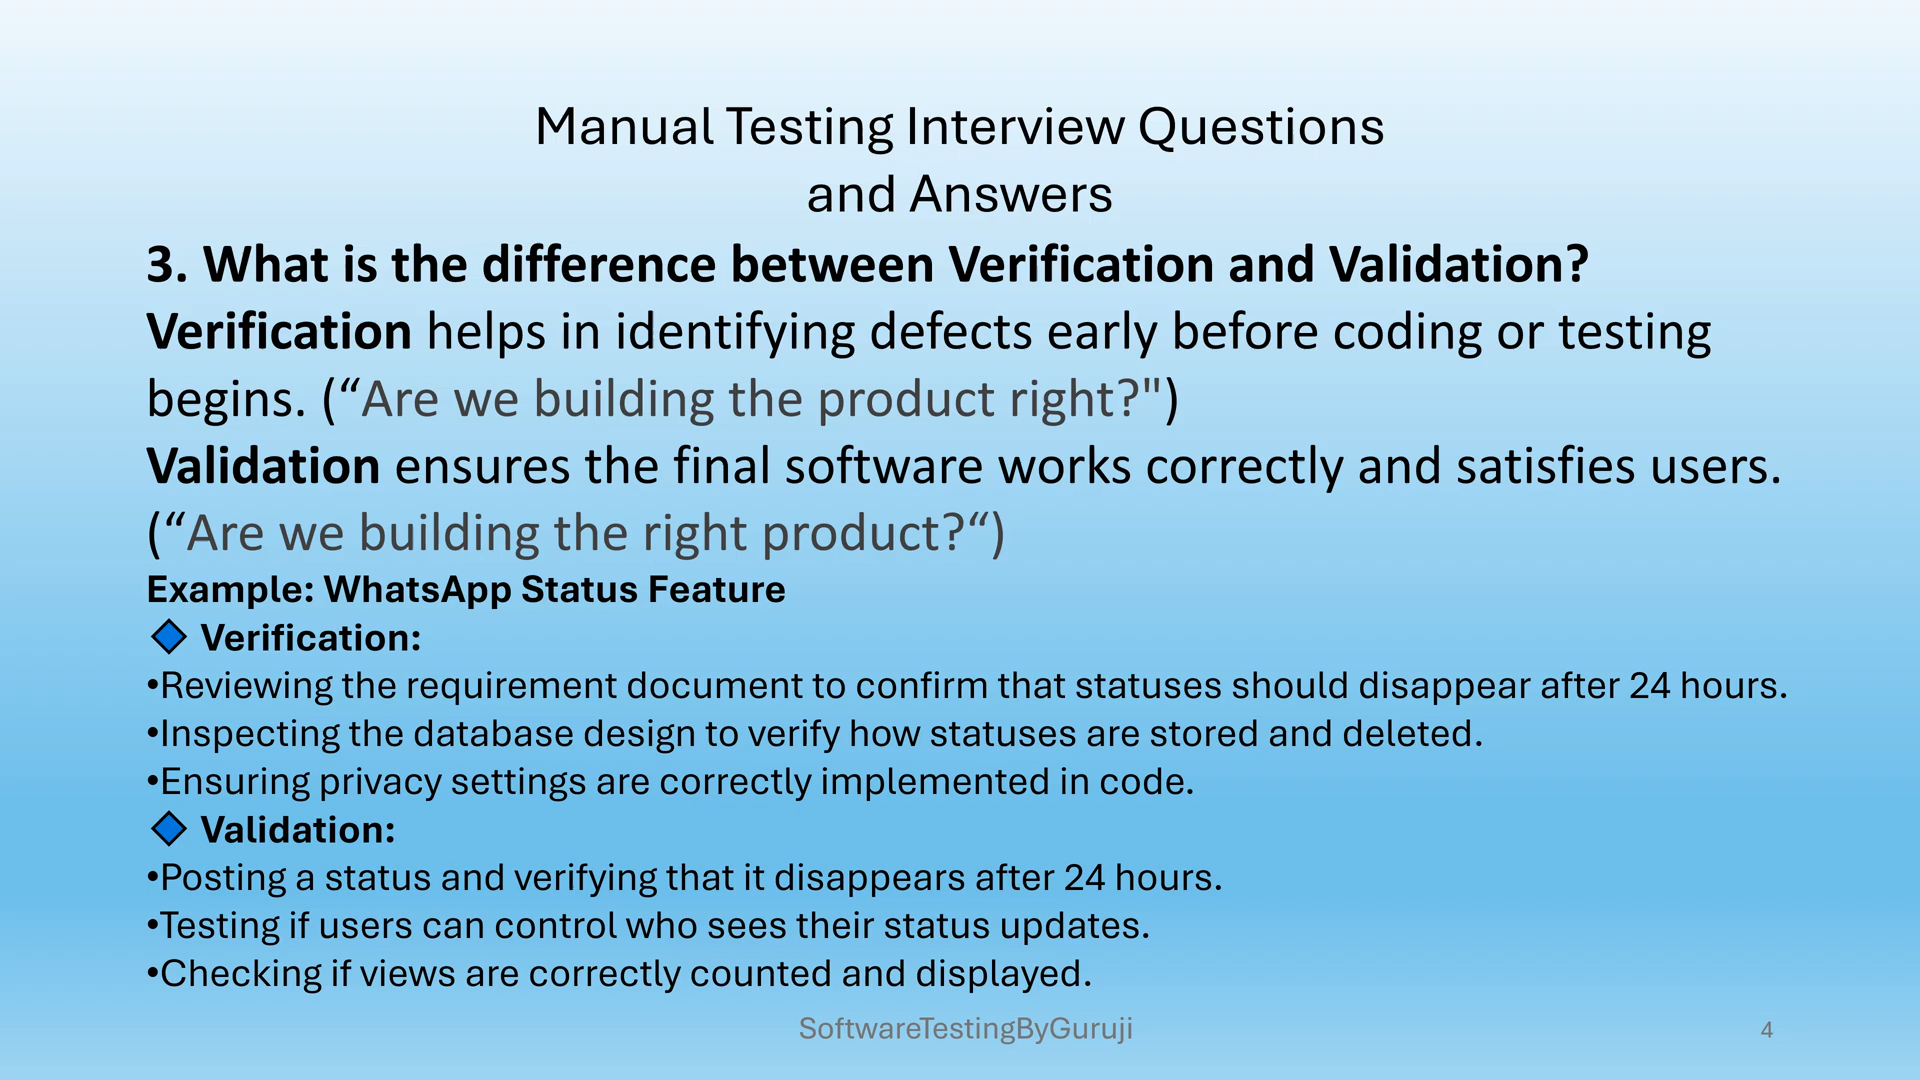 Manual Testing Interview Questions
and Answers
3. What is the difference between Verification and Validation?
Verification helps in identifying defects early before coding or testing
begins. (“Are we building the product right?")
Validation ensures the final software works correctly and satisfies users.
(“Are we building the right product?“)
Example: WhatsApp Status Feature
🔷 Verification:
•Reviewing the requirement document to confirm that statuses should disappear after 24 hours.
•Inspecting the database design to verify how statuses are stored and deleted.
•Ensuring privacy settings are correctly implemented in code.
🔷 Validation:
•Posting a status and verifying that it disappears after 24 hours.
•Testing if users can control who sees their status updates.
•Checking if views are correctly counted and displayed.
SoftwareTestingByGuruji
4